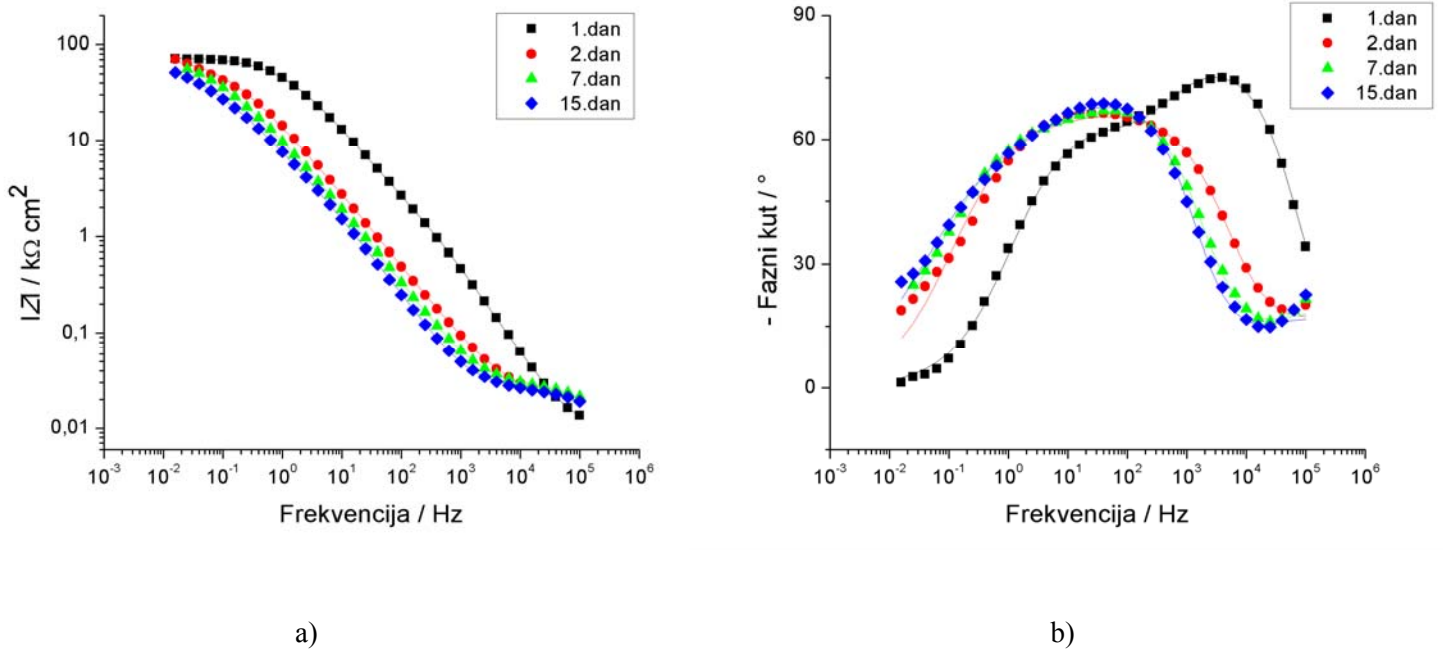 1.dan
2.dan
7.dan
15.dan
100
10
1
0,1
0,01
|Z| / kΩ cm²
10⁻³ 10⁻² 10⁻¹ 10⁰ 10¹ 10² 10³ 10⁴ 10⁵ 10⁶
Frekvencija / Hz
a)
1.dan
2.dan
7.dan
15.dan
90
60
30
0
- Fazni kut / °
10⁻³ 10⁻² 10⁻¹ 10⁰ 10¹ 10² 10³ 10⁴ 10⁵ 10⁶
Frekvencija / Hz
b)